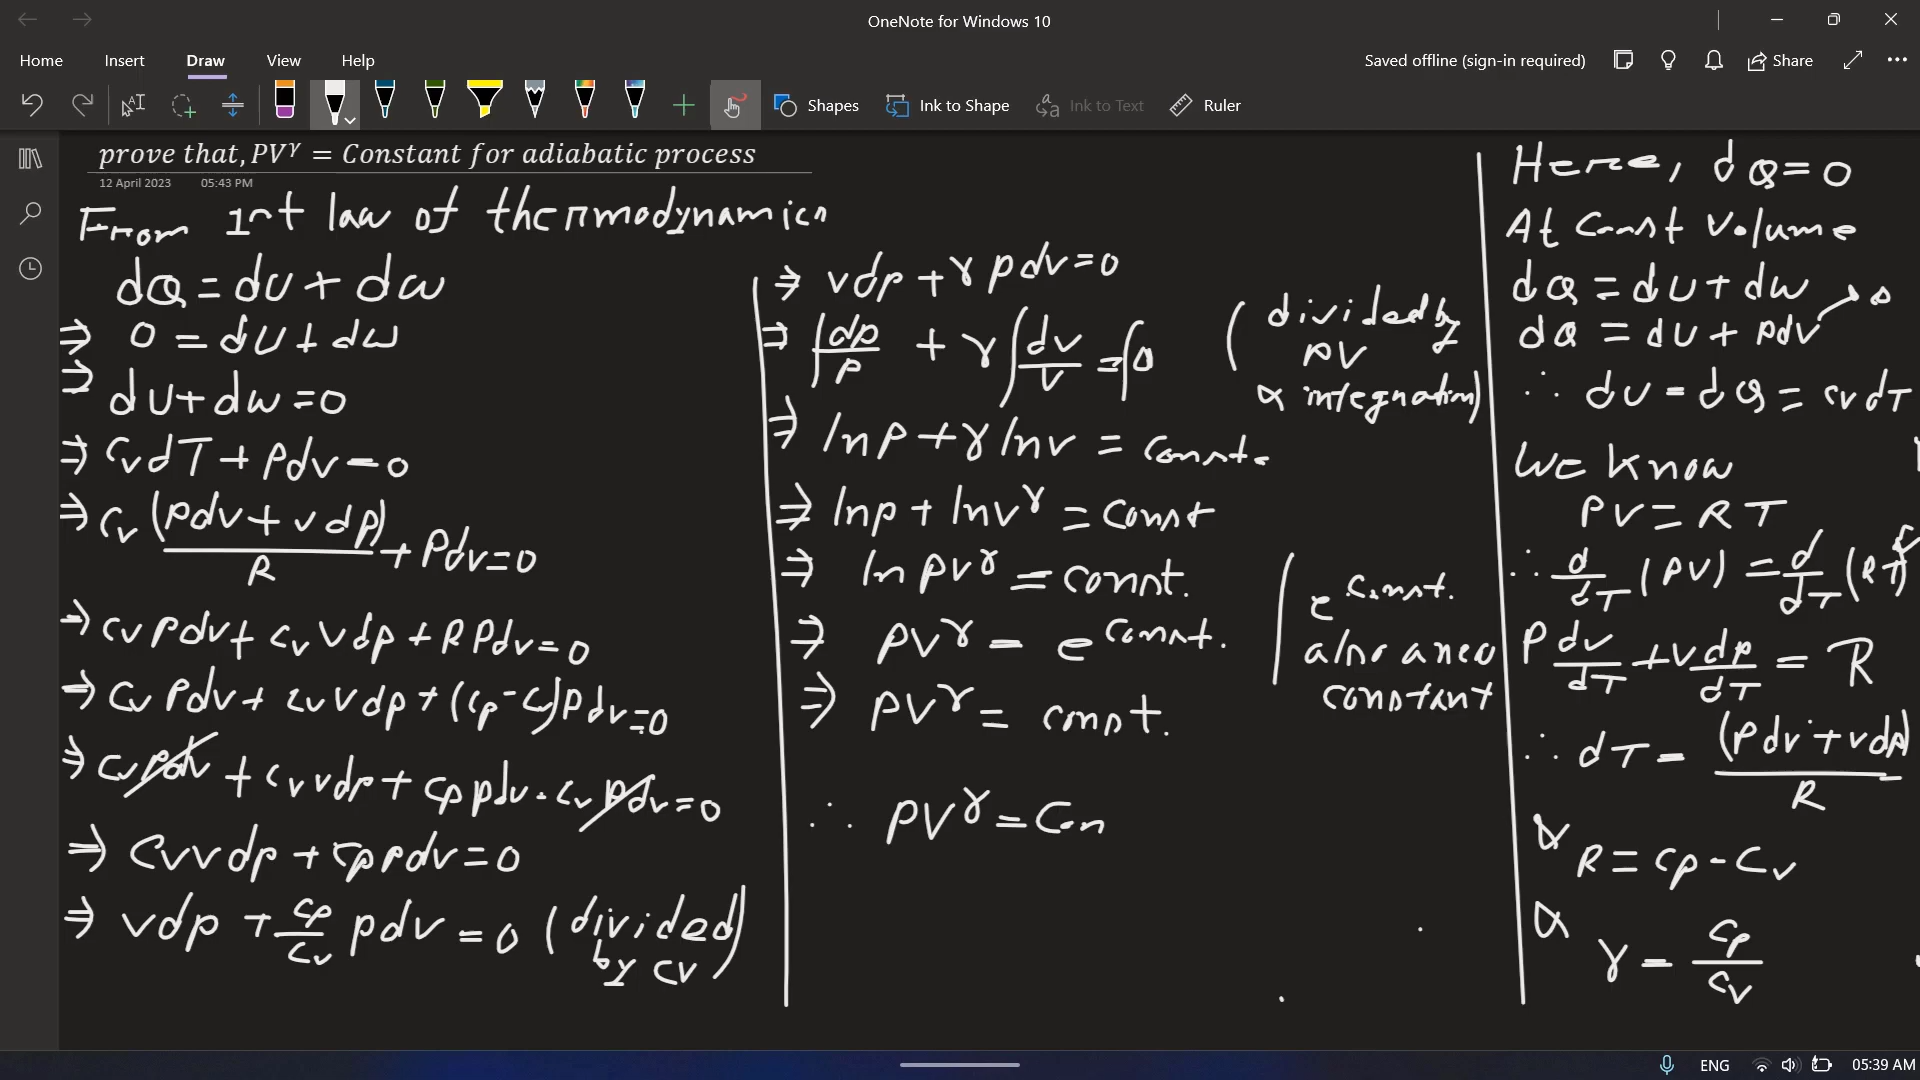 OneNote for Windows 10
Home Insert Draw View Help
Saved offline (sign-in required) Share
Shapes Ink to Shape Ink to Text Ruler
prove that, PV^γ = Constant for adiabatic process
12 April 2023 05:43 PM
From 1st law of thermodynamics
dQ = dU + dw
⇒ 0 = dU + dw
⇒ dU + dw = 0
⇒ CvdT + Pdv = 0
⇒ Cv (Pdv + vdp)/R + Pdv = 0
⇒ CvPdv + CvVdp + RPdv = 0
⇒ CvPdv + CvVdp + (Cp - Cv)Pdv = 0
⇒ CvPdv + Cvvdp + CpPdv - CvPdv = 0
⇒ Cvvdp + CpPdv = 0
⇒ vdp + Cp/Cv pdv = 0 (divided by Cv)
⇒ vdp + γpdv = 0
⇒ ∫dp/p + γ∫dv/v = ∫0 (divided by
PV
& integration)
⇒ lnp + γlnv = const.
⇒ lnp + lnv^γ = const
⇒ lnpv^γ = const.
⇒ pv^γ = e^const.
e^const.
also area
constant
⇒ pv^γ = const.
∴ PV^γ = Con
Here, dQ = 0
At Const Volume
dQ = dU + dw
dQ = dU + Pdv → 0
∴ dU = dQ = CvdT
We know
PV = RT
∴ d/dT (PV) = d/dT (RT)
P dv/dT + v dp/dT = R
∴ dT = (Pdv + vdp)/R
& R = Cp - Cv
& γ = Cp/Cv
ENG 05:39 AM